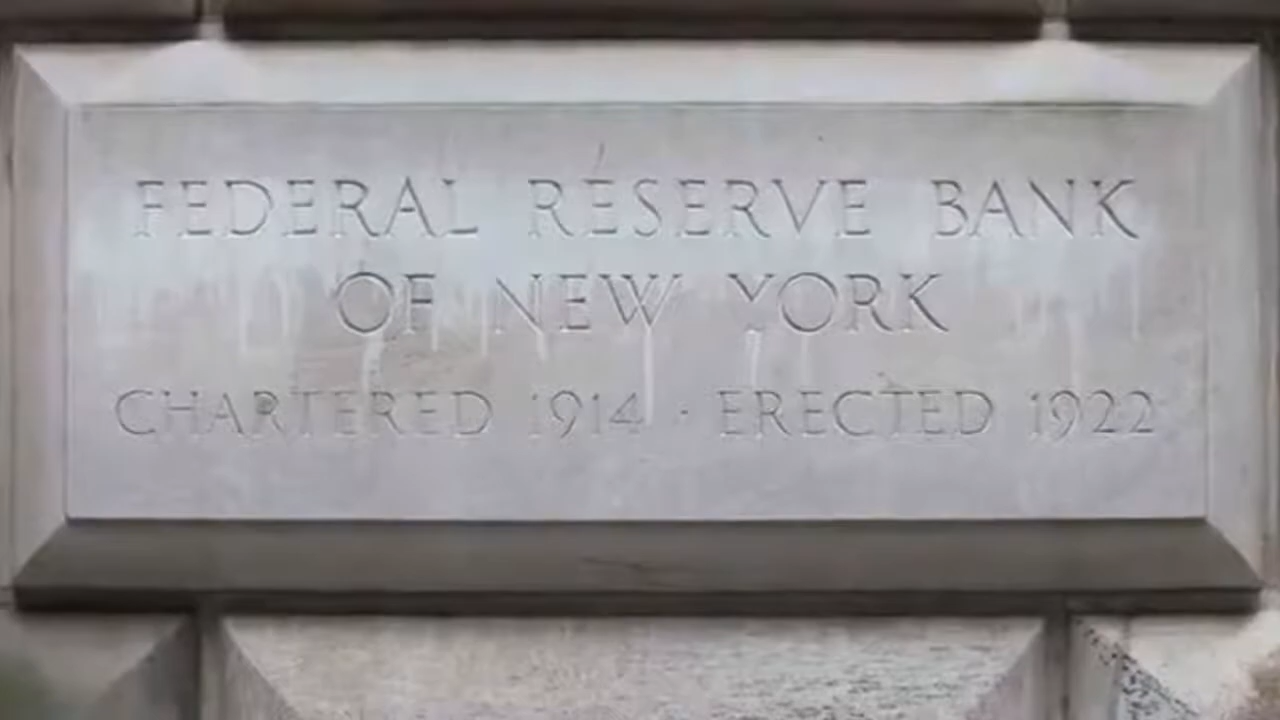 FEDERAL RESERVE BANK
OF NEW YORK
CHARTERED 1914 · ERECTED 1922